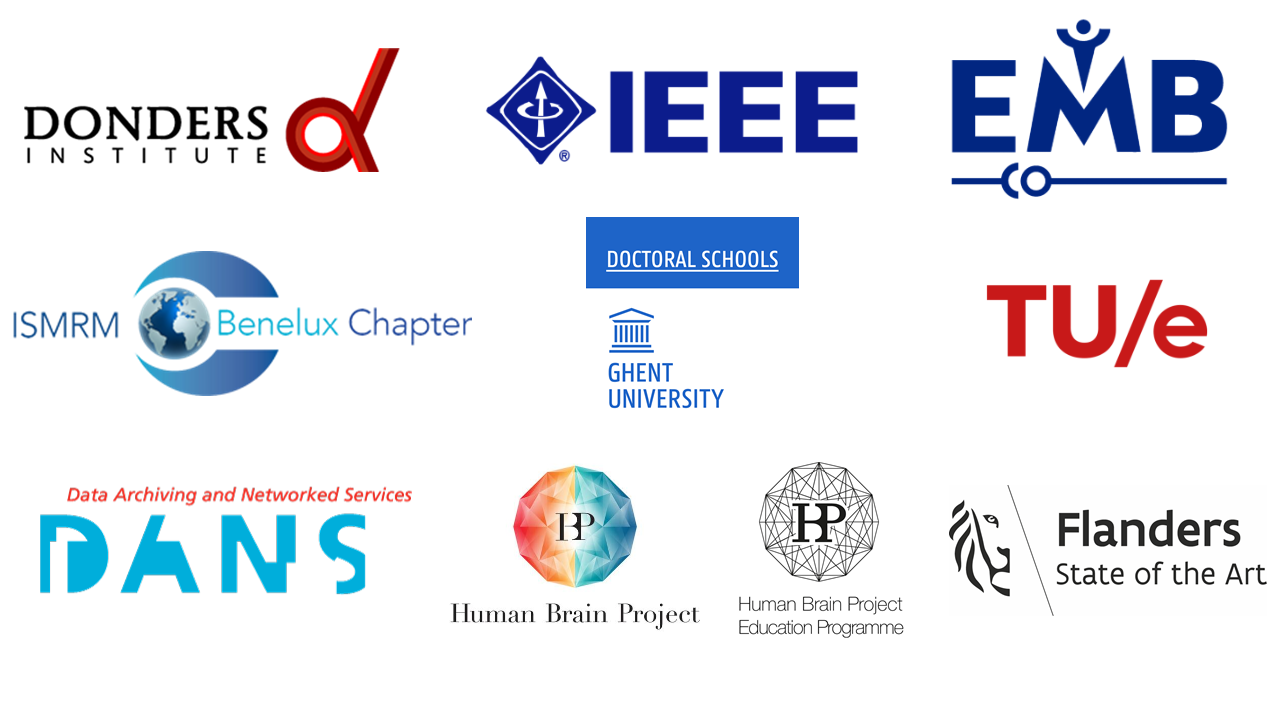 DONDERS
INSTITUTE
IEEE
®
EMB
DOCTORAL SCHOOLS
ISMRM Benelux Chapter
GHENT
UNIVERSITY
TU/e
Data Archiving and Networked Services
DANS
HBP
Human Brain Project
HBP
Human Brain Project
Education Programme
Flanders
State of the Art